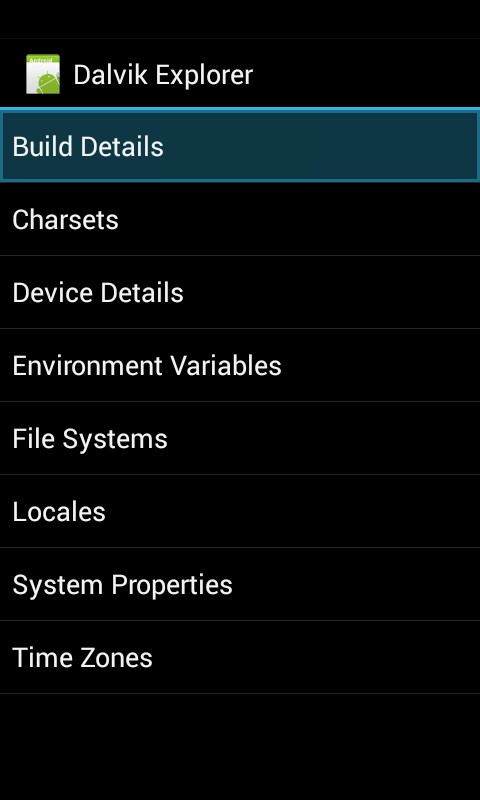 Android
Dalvik Explorer
Build Details
Charsets
Device Details
Environment Variables
File Systems
Locales
System Properties
Time Zones